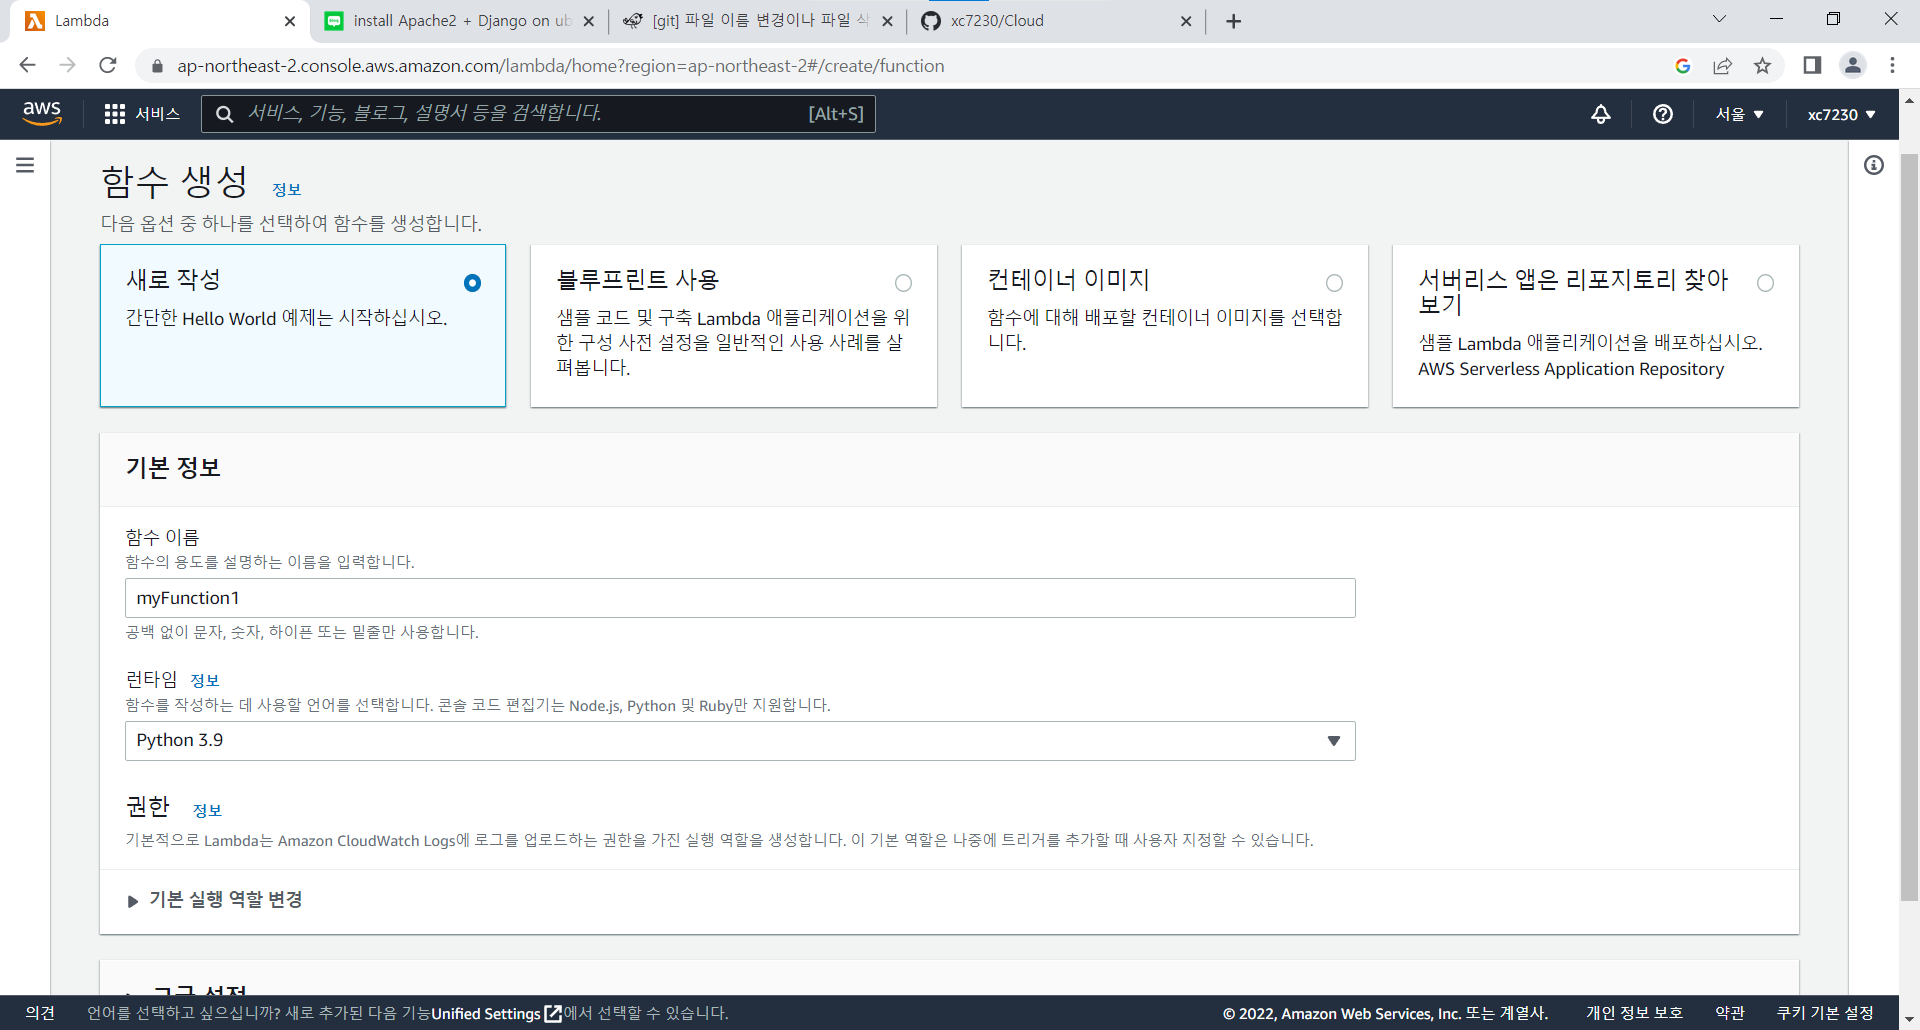 Lambda
install Apache2 + Django on ub
[git] 파일 이름 변경이나 파일 삭
xc7230/Cloud
ap-northeast-2.console.aws.amazon.com/lambda/home?region=ap-northeast-2#/create/function
aws
서비스
서비스, 기능, 블로그, 설명서 등을 검색합니다.
[Alt+S]
서울
xc7230
함수 생성 정보
다음 옵션 중 하나를 선택하여 함수를 생성합니다.
새로 작성
간단한 Hello World 예제는 시작하십시오.
블루프린트 사용
샘플 코드 및 구축 Lambda 애플리케이션을 위
한 구성 사전 설정을 일반적인 사용 사례를 살
펴봅니다.
컨테이너 이미지
함수에 대해 배포할 컨테이너 이미지를 선택합
니다.
서버리스 앱은 리포지토리 찾아
보기
샘플 Lambda 애플리케이션을 배포하십시오.
AWS Serverless Application Repository
기본 정보
함수 이름
함수의 용도를 설명하는 이름을 입력합니다.
myFunction1
공백 없이 문자, 숫자, 하이픈 또는 밑줄만 사용합니다.
런타임 정보
함수를 작성하는 데 사용할 언어를 선택합니다. 콘솔 코드 편집기는 Node.js, Python 및 Ruby만 지원합니다.
Python 3.9
권한 정보
기본적으로 Lambda는 Amazon CloudWatch Logs에 로그를 업로드하는 권한을 가진 실행 역할을 생성합니다. 이 기본 역할은 나중에 트리거를 추가할 때 사용자 지정할 수 있습니다.
기본 실행 역할 변경
고급 설정
의견
언어를 선택하고 싶으십니까? 새로 추가된 다음 기능Unified Settings에서 선택할 수 있습니다.
© 2022, Amazon Web Services, Inc. 또는 계열사.
개인 정보 보호
약관
쿠키 기본 설정